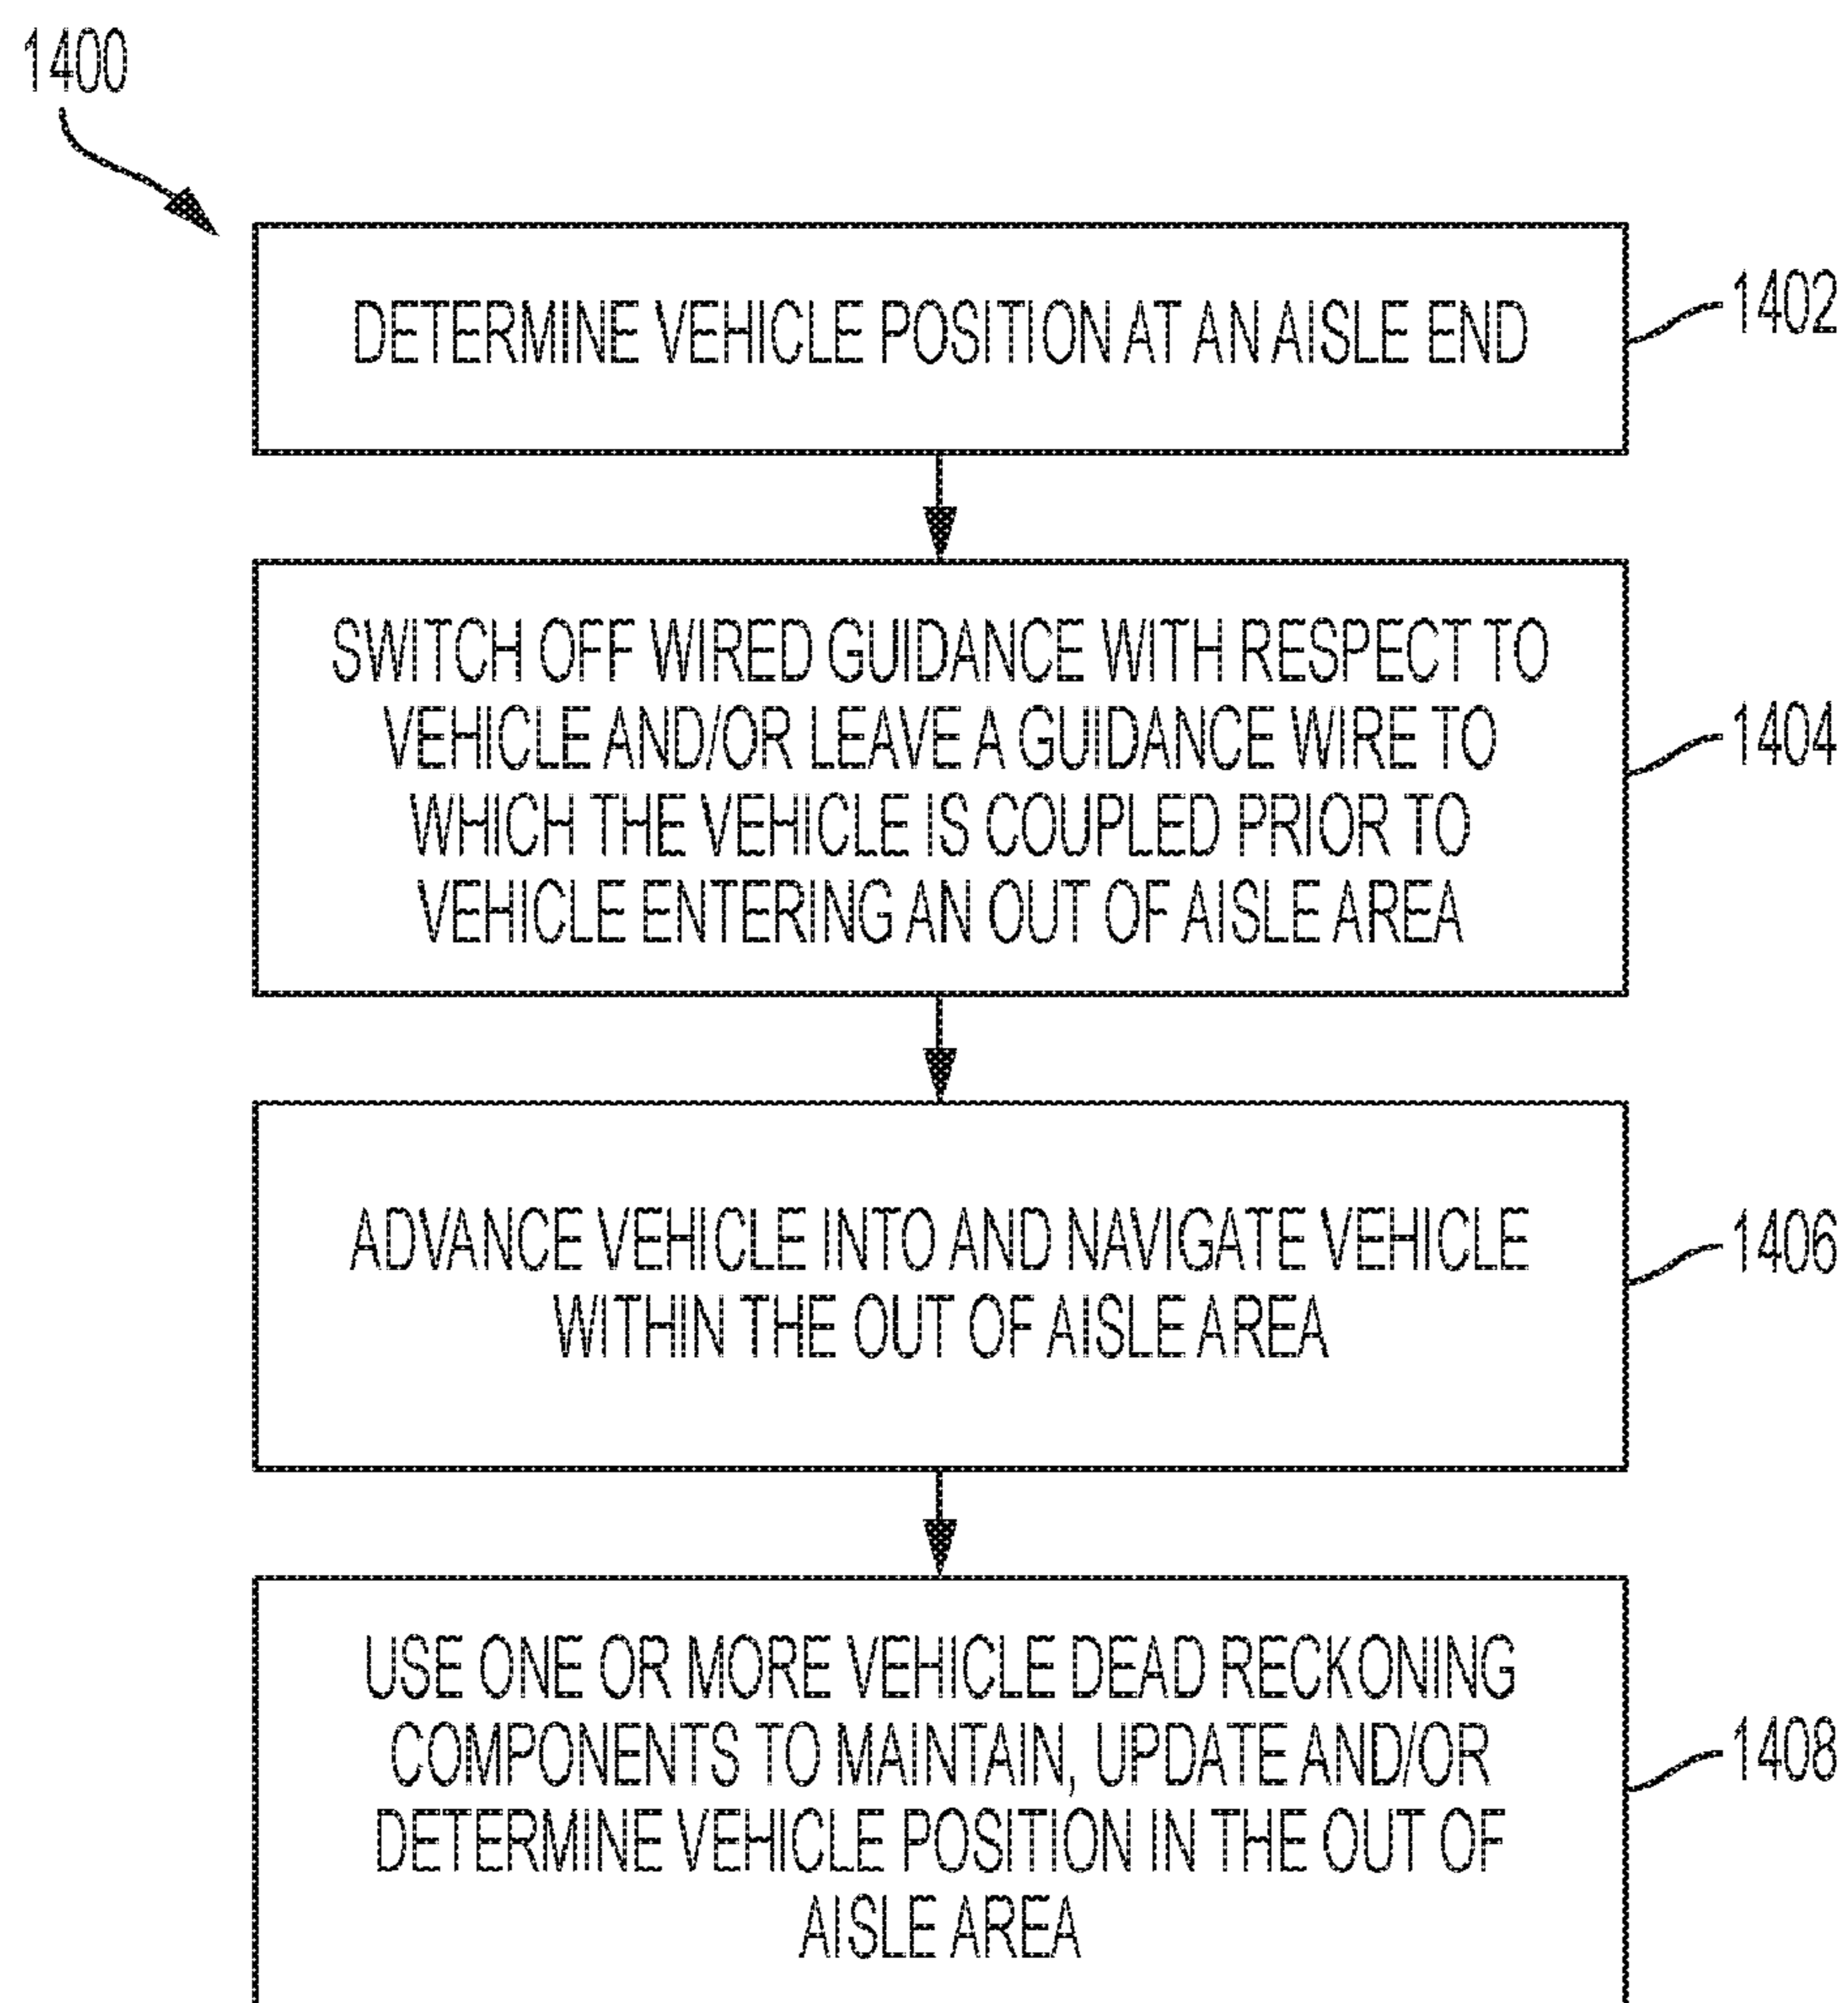 1400
DETERMINE VEHICLE POSITION AT AN AISLE END
1402
SWITCH OFF WIRED GUIDANCE WITH RESPECT TO
VEHICLE AND/OR LEAVE A GUIDANCE WIRE TO
WHICH THE VEHICLE IS COUPLED PRIOR TO
VEHICLE ENTERING AN OUT OF AISLE AREA
1404
ADVANCE VEHICLE INTO AND NAVIGATE VEHICLE
WITHIN THE OUT OF AISLE AREA
1406
USE ONE OR MORE VEHICLE DEAD RECKONING
COMPONENTS TO MAINTAIN, UPDATE AND/OR
DETERMINE VEHICLE POSITION IN THE OUT OF
AISLE AREA
1408